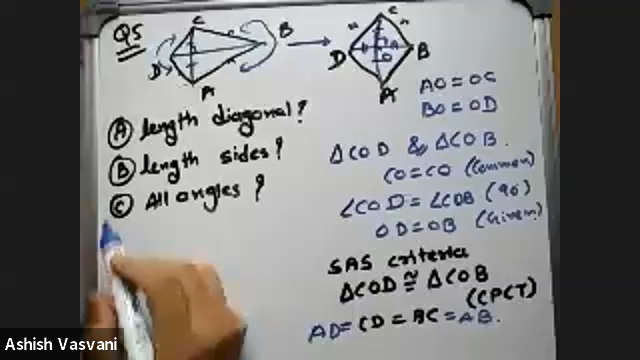 Q5
C
B
D
A
C
D
B
O
A
AO = OC
BO = OD
(A) length diagonal?
(B) length sides?
(C) All angles?
ΔCOD & ΔCOB.
CO = CO (Common)
∠COD = ∠COB (90)
OD = OB (Given)
SAS criteria
ΔCOD ≅ ΔCOB
(CPCT)
AD = CD = BC = AB.
Ashish Vasvani